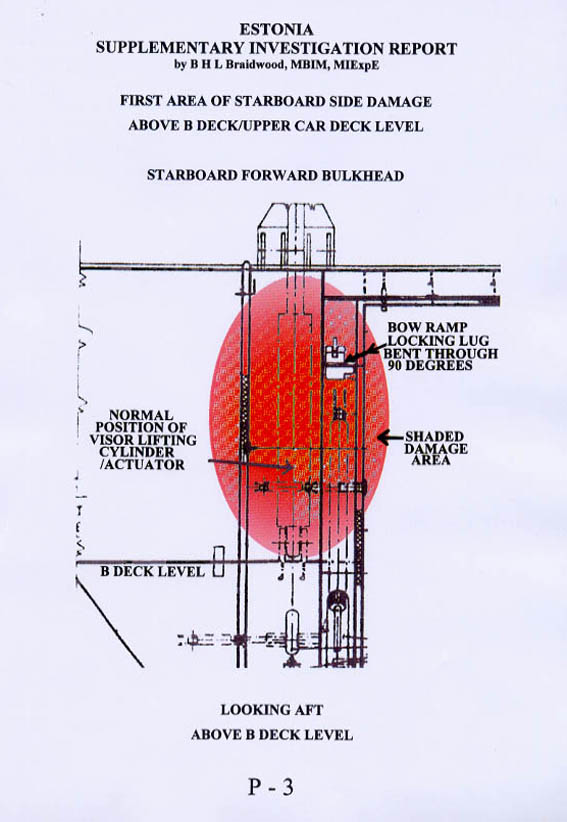 ESTONIA
SUPPLEMENTARY INVESTIGATION REPORT
by B H L Braidwood, MBIM, MIExpE
FIRST AREA OF STARBOARD SIDE DAMAGE
ABOVE B DECK/UPPER CAR DECK LEVEL
STARBOARD FORWARD BULKHEAD
BOW RAMP
LOCKING LUG
BENT THROUGH
90 DEGREES
NORMAL
POSITION OF
VISOR LIFTING
CYLINDER
/ACTUATOR
SHADED
DAMAGE
AREA
B DECK LEVEL
LOOKING AFT
ABOVE B DECK LEVEL
P - 3